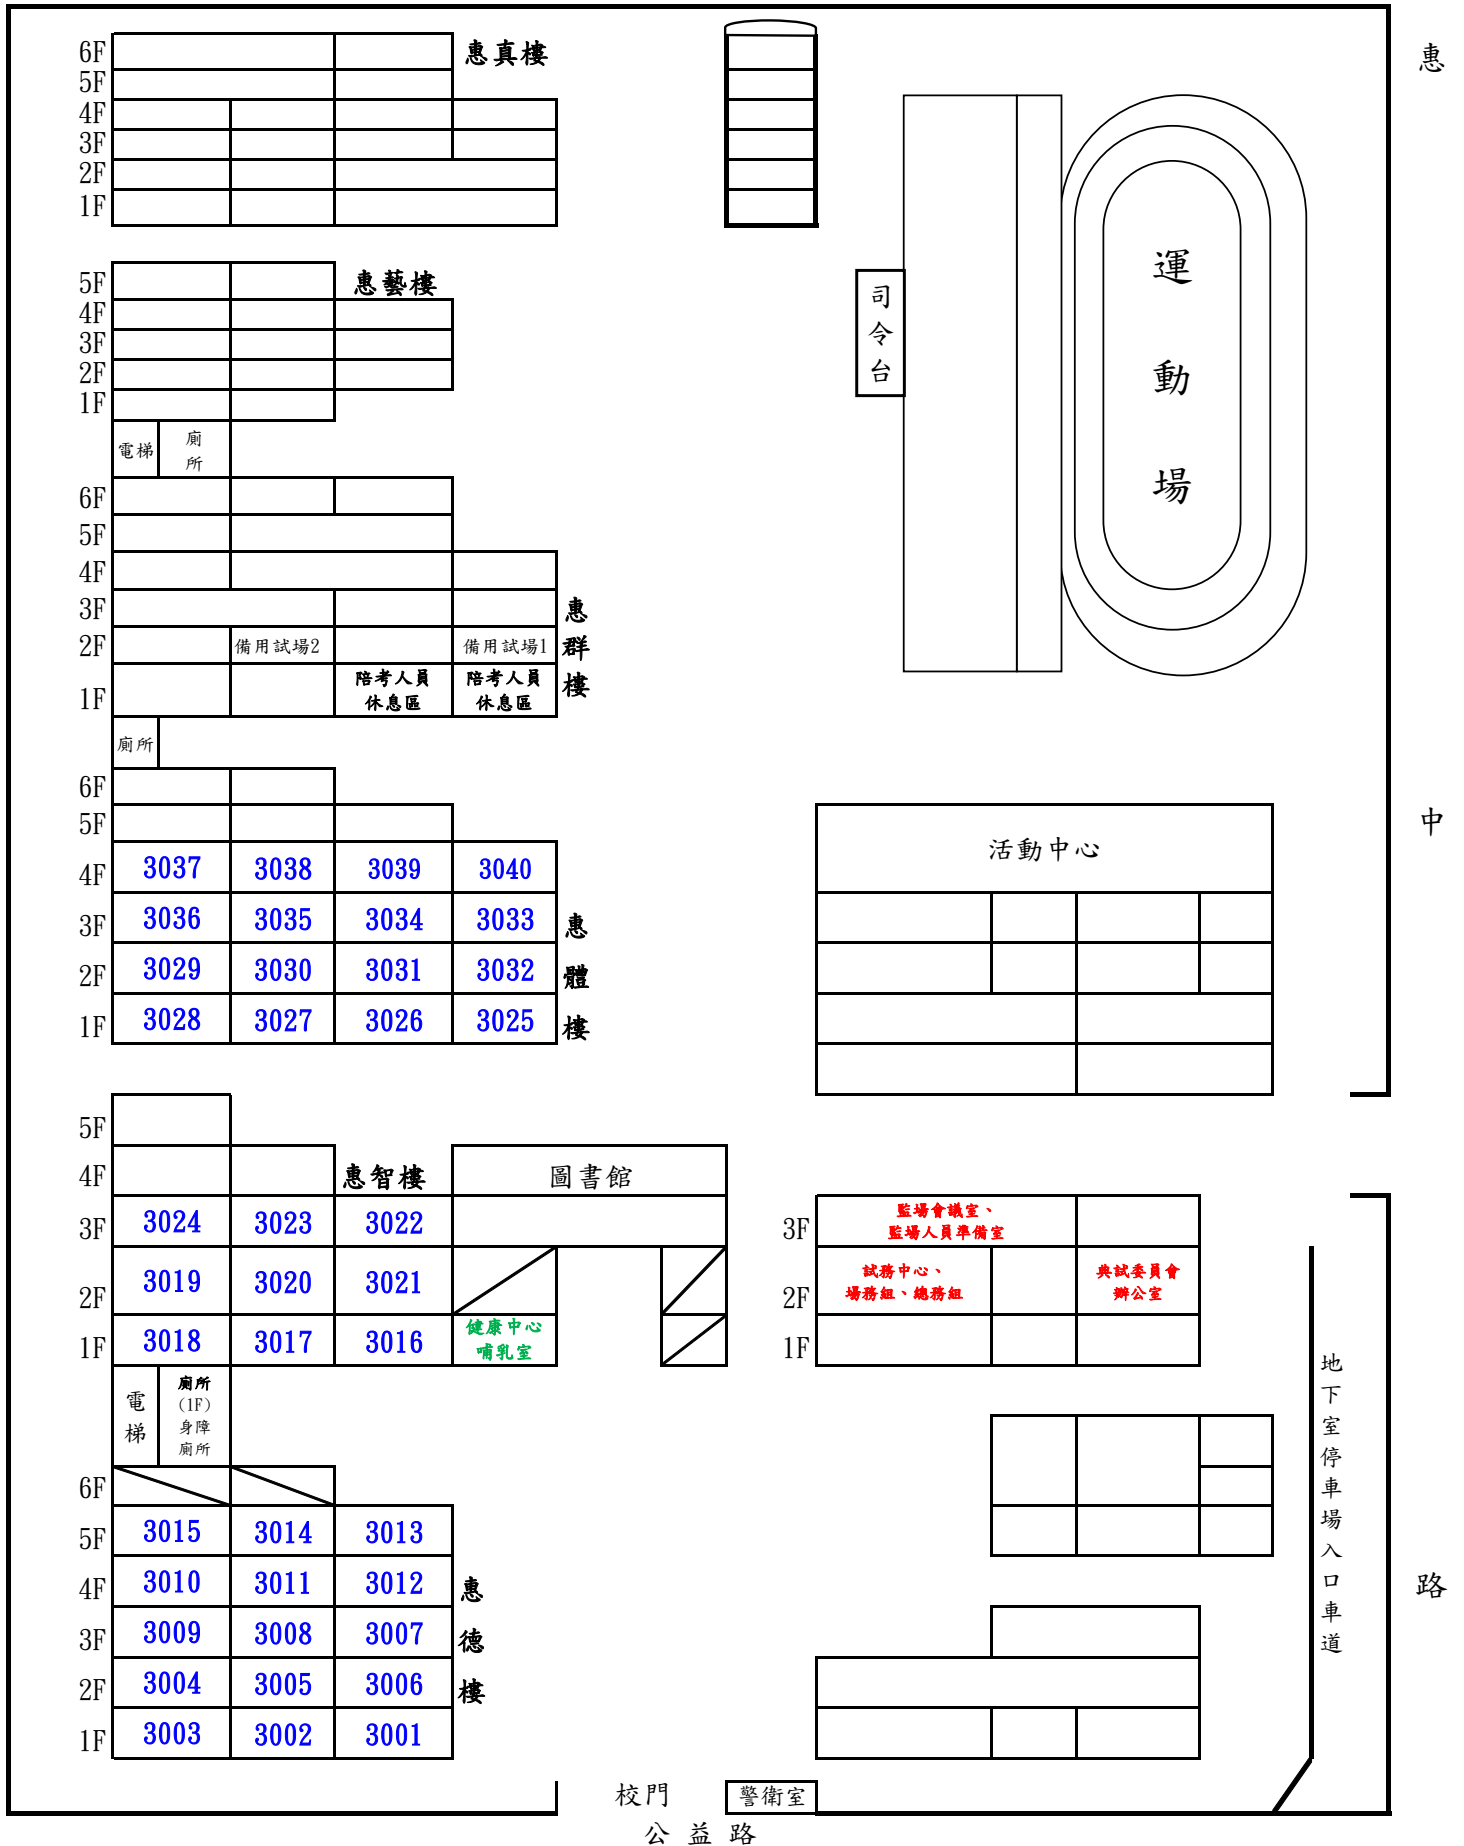 惠
中
路
6F 惠真樓
5F
4F
3F
2F
1F
5F 惠藝樓
4F
3F
2F
1F
司
令
台
運
動
場
電梯
廁
所
6F
5F
4F
3F
2F 備用試場2 備用試場1
1F
陪考人員
休息區
陪考人員
休息區
惠
群
樓
廁所
6F
5F
4F 3037 3038 3039 3040
3F 3036 3035 3034 3033
2F 3029 3030 3031 3032
1F 3028 3027 3026 3025
惠
體
樓
活動中心
5F
4F 惠智樓 圖書館
3F 3024 3023 3022
2F 3019 3020 3021
1F 3018 3017 3016
健康中心
哺乳室
3F
監場會議室、
監場人員準備室
2F
試務中心、
場務組、總務組
典試委員會
辦公室
1F
電
梯
廁所
(1F)
身障
廁所
6F
5F 3015 3014 3013
4F 3010 3011 3012
3F 3009 3008 3007
2F 3004 3005 3006
1F 3003 3002 3001
惠
德
樓
地
下
室
停
車
場
入
口
車
道
校門
警衛室
公益路